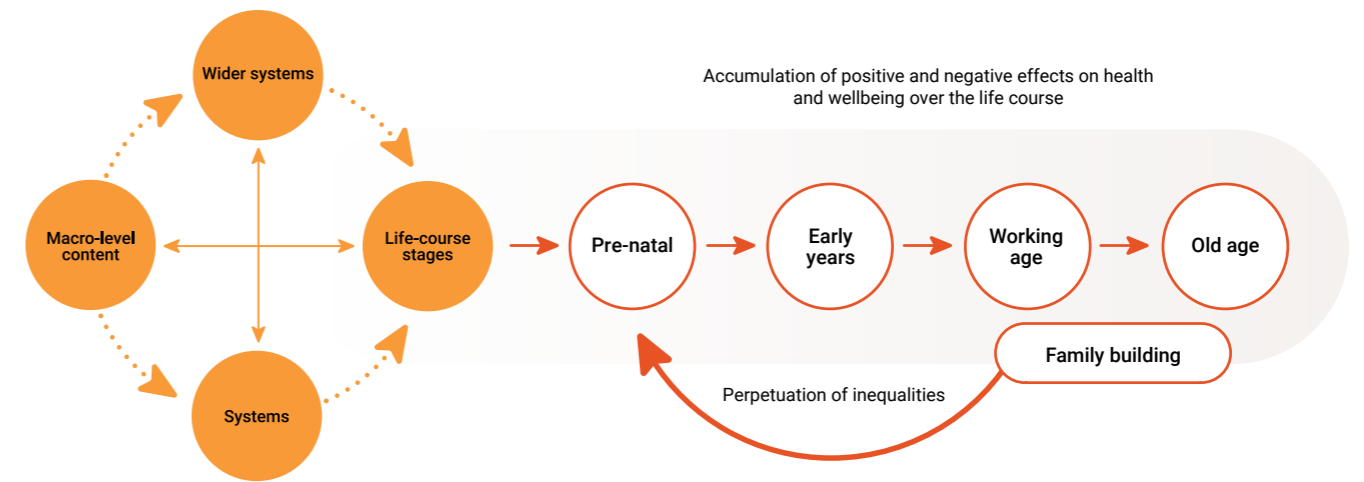 Wider systems
Accumulation of positive and negative effects on health
and wellbeing over the life course
Macro-level
content
Life-course
stages
Pre-natal
Early
years
Working
age
Old age
Family building
Perpetuation of inequalities
Systems